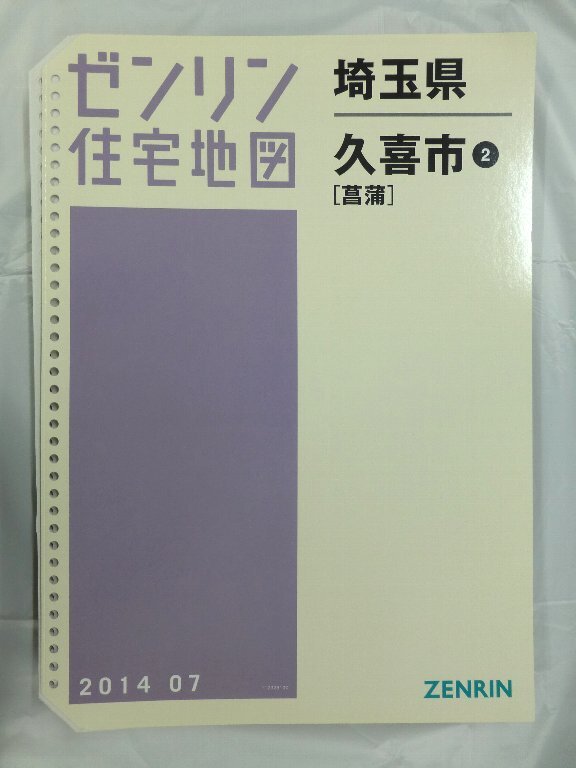 ゼンリン
住宅地図
埼玉県
久喜市❷
[菖蒲]
2014 07
ZENRIN